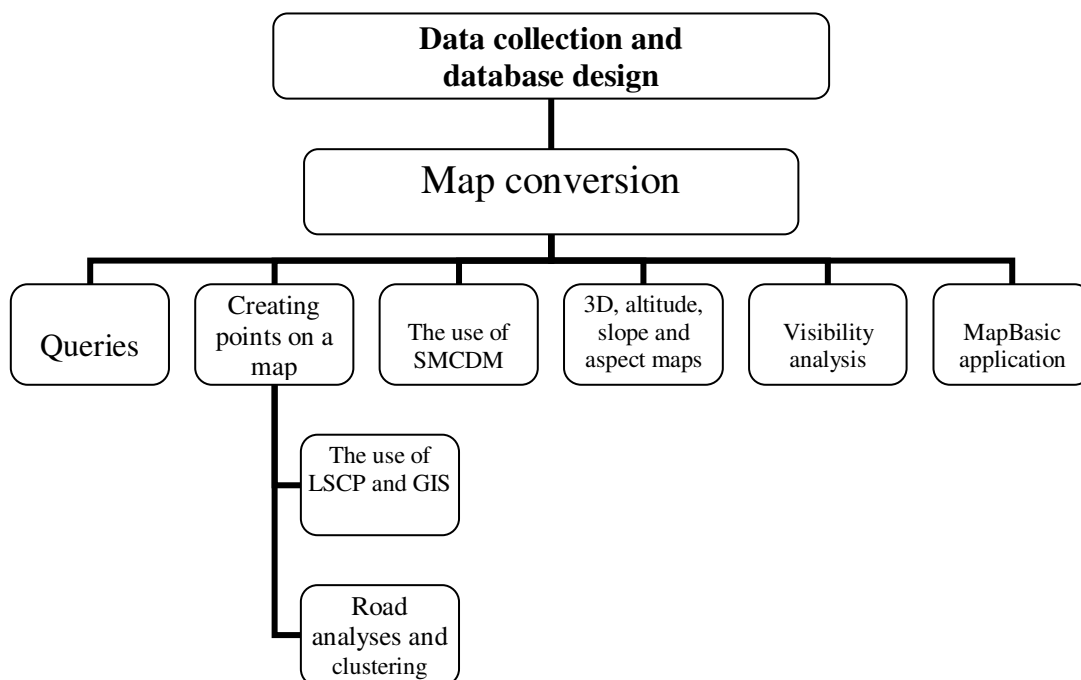 Data collection and
database design
Map conversion
Queries
Creating
points on a
map
The use of
SMCDM
3D, altitude,
slope and
aspect maps
Visibility
analysis
MapBasic
application
The use of
LSCP and GIS
Road
analyses and
clustering